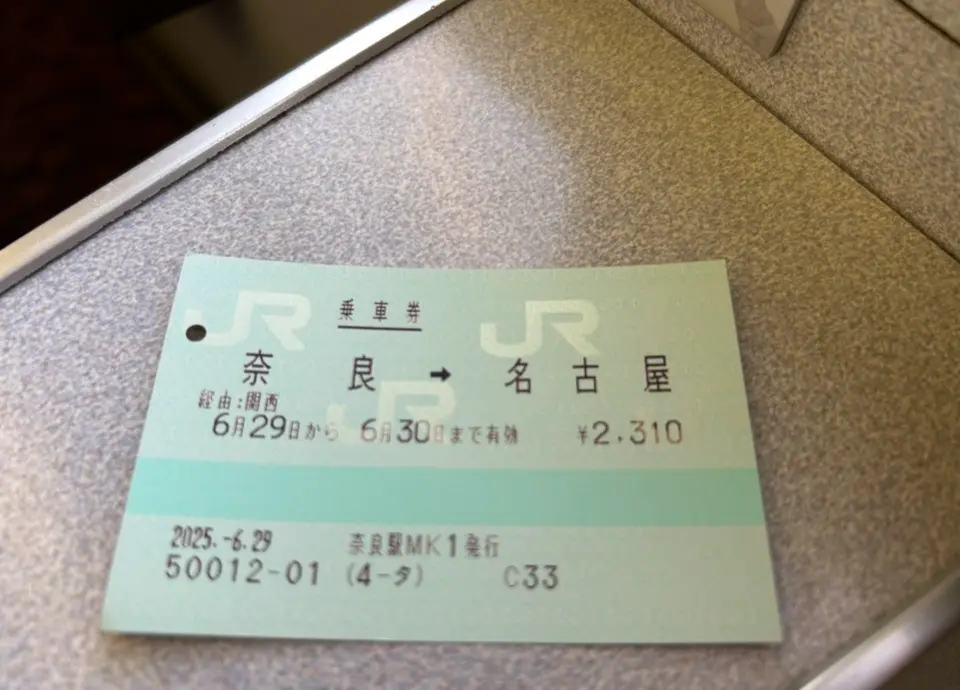 JR JR
乗車券
奈良→名古屋
JR
経由:関西
6月29日から 6月30日まで有効 ¥2,310
2025.-6.29 奈良駅MK1発行
50012-01 (4-タ) C33